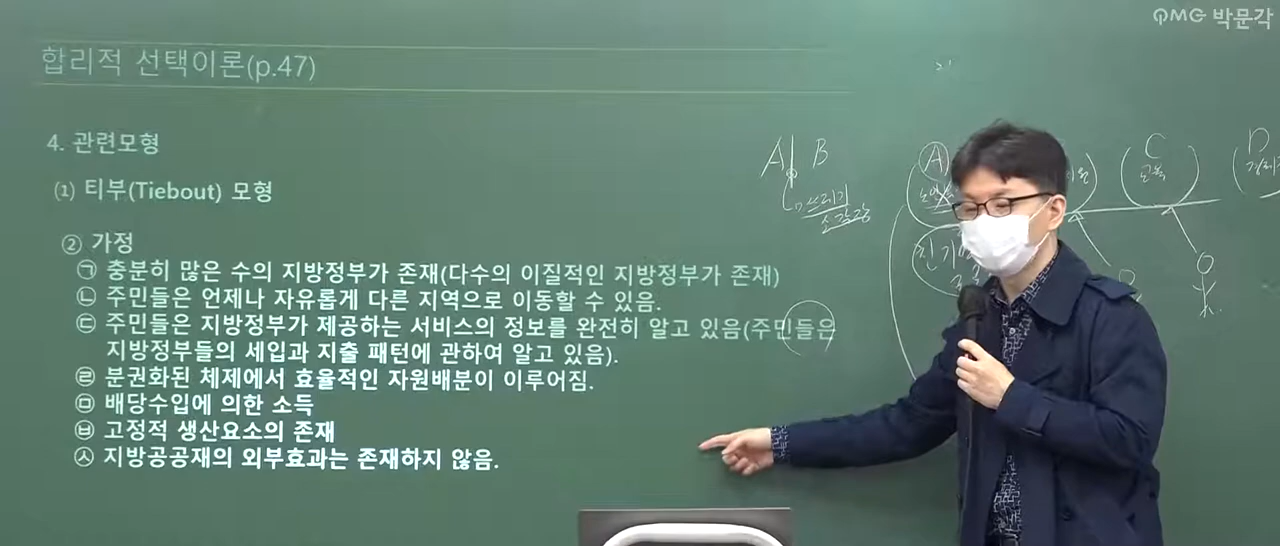 PMG 박문각
합리적 선택이론(p.47)
4. 관련모형
⑴ 티부(Tiebout) 모형
② 가정
㉠ 충분히 많은 수의 지방정부가 존재(다수의 이질적인 지방정부가 존재)
㉡ 주민들은 언제나 자유롭게 다른 지역으로 이동할 수 있음.
㉢ 주민들은 지방정부가 제공하는 서비스의 정보를 완전히 알고 있음(주민들은
지방정부들의 세입과 지출 패턴에 관하여 알고 있음).
㉣ 분권화된 체제에서 효율적인 자원배분이 이루어짐.
㉤ 배당수입에 의한 소득
㉥ 고정적 생산요소의 존재
㉦ 지방공공재의 외부효과는 존재하지 않음.
A B
쓰레기
소각장
A C D
교육